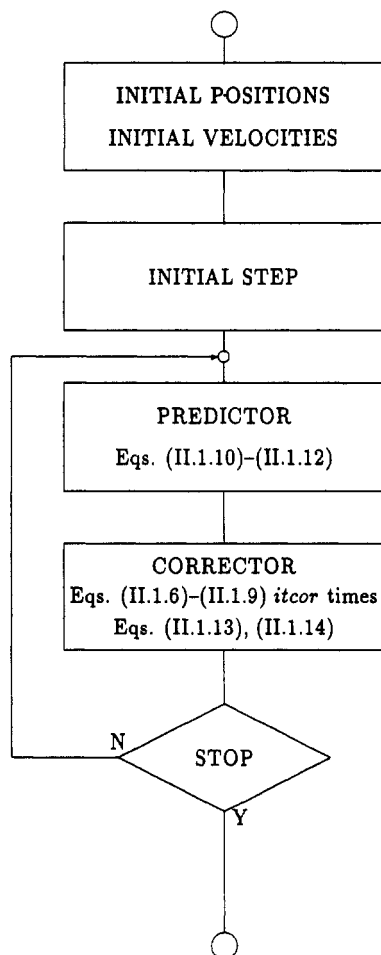 INITIAL POSITIONS
INITIAL VELOCITIES
INITIAL STEP
PREDICTOR
Eqs. (II.1.10)–(II.1.12)
CORRECTOR
Eqs. (II.1.6)–(II.1.9) itcor times
Eqs. (II.1.13), (II.1.14)
N
STOP
Y